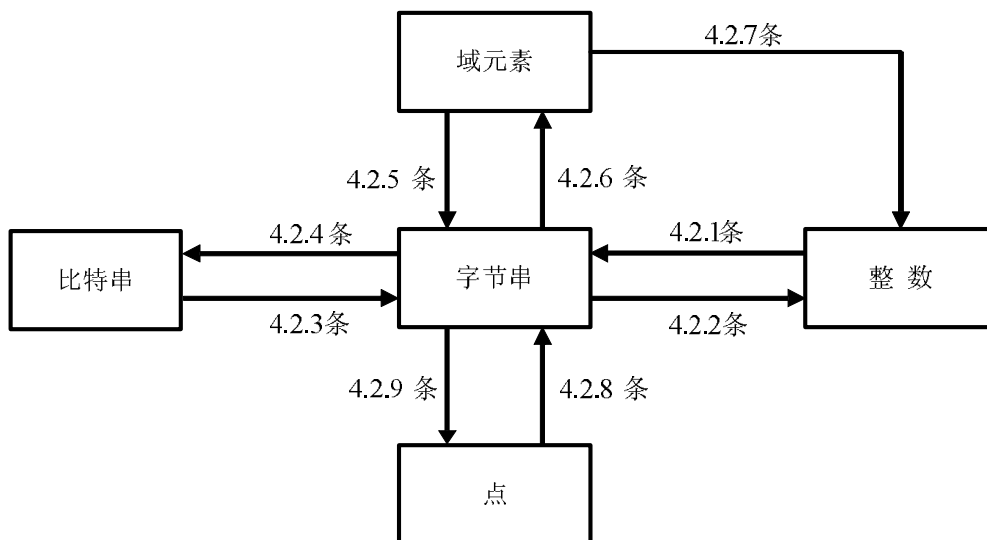 域元素
4.2.7条
4.2.5 条
4.2.6 条
4.2.4条
4.2.1条
比特串
字节串
整 数
4.2.3条
4.2.2条
4.2.9 条
4.2.8 条
点